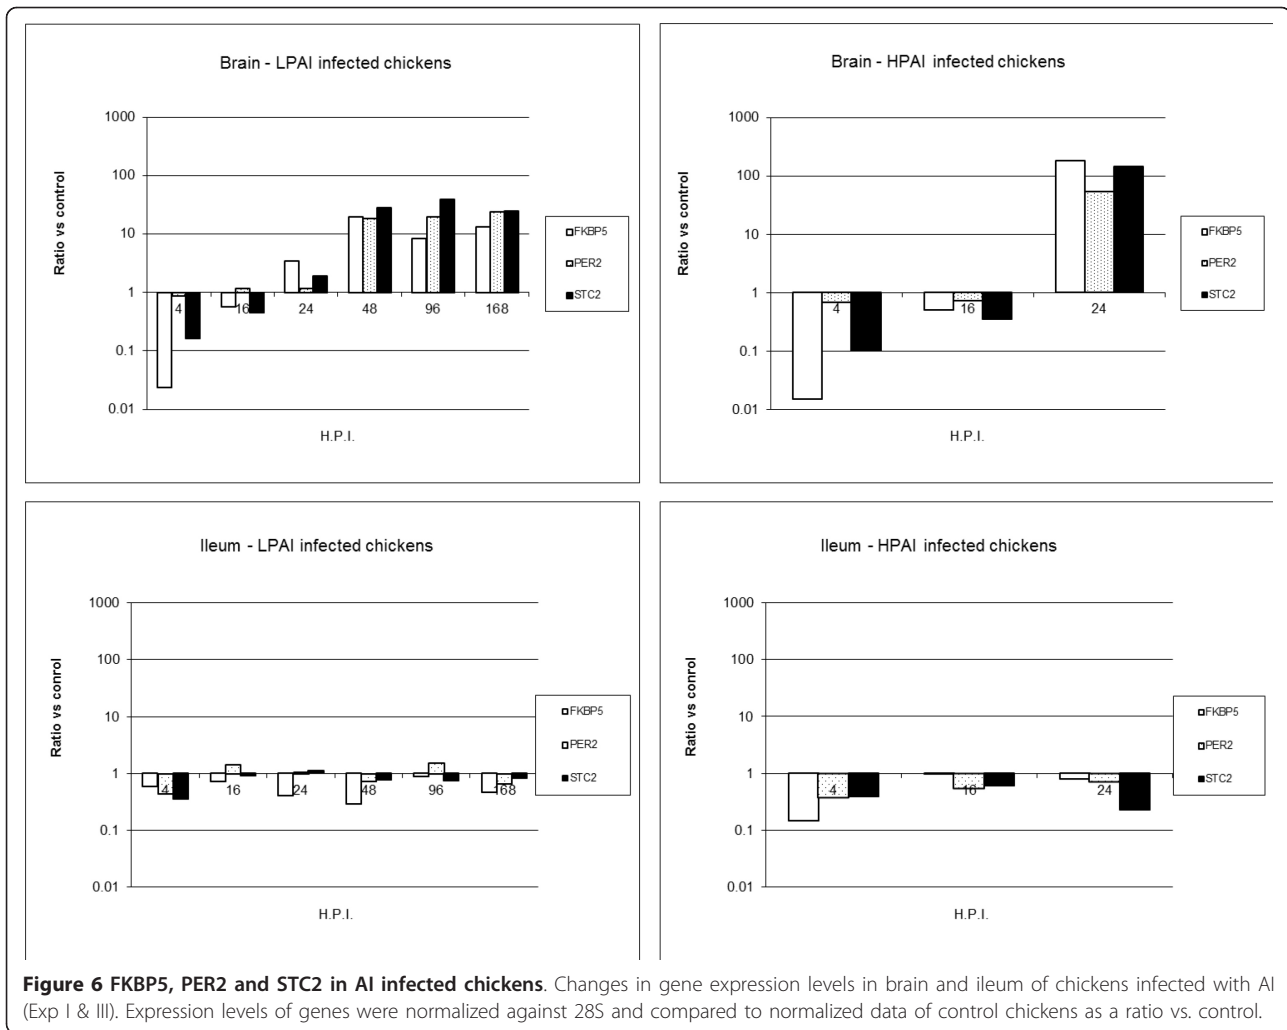 Brain - LPAI infected chickens
Ratio vs control
1000
100
10
1
0.1
0.01
4 16 24 48 96 168
H.P.I.
FKBP5
PER2
STC2
Brain - HPAI infected chickens
Ratio vs control
1000
100
10
1
0.1
0.01
4 16 24
H.P.I.
FKBP5
PER2
STC2
Ileum - LPAI infected chickens
Ratio vs conrol
1000
100
10
1
0.1
0.01
4 16 24 48 96 168
H.P.I.
FKBP5
PER2
STC2
Ileum - HPAI infected chickens
Ratio vs control
1000
100
10
1
0.1
0.01
4 16 24
H.P.I.
FKBP5
PER2
STC2
Figure 6 FKBP5, PER2 and STC2 in AI infected chickens. Changes in gene expression levels in brain and ileum of chickens infected with AI
(Exp I & III). Expression levels of genes were normalized against 28S and compared to normalized data of control chickens as a ratio vs. control.